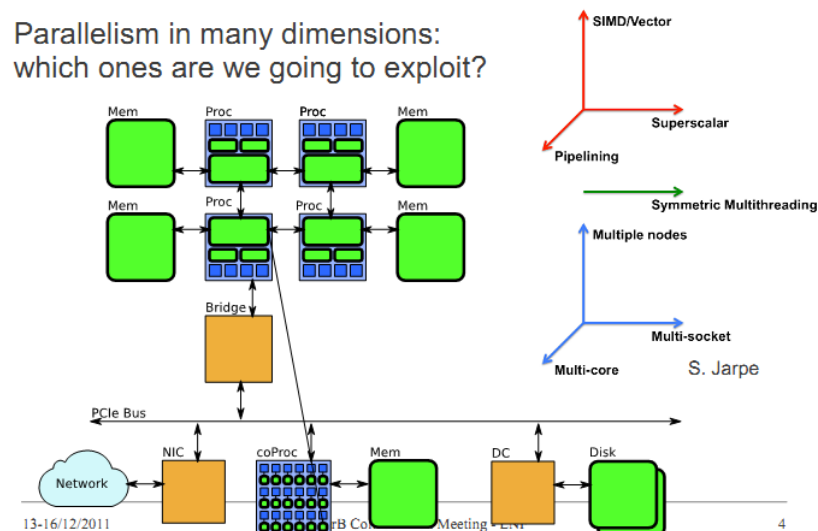 Parallelism in many dimensions:
which ones are we going to exploit?
SIMD/Vector
Superscalar
Pipelining
Symmetric Multithreading
Multiple nodes
Multi-socket
Multi-core
S. Jarpe
Mem
Proc
Proc
Mem
Mem
Proc
Proc
Mem
Bridge
PCIe Bus
NIC
coProc
Mem
DC
Disk
Network
13-16/12/2011
Meeting
4